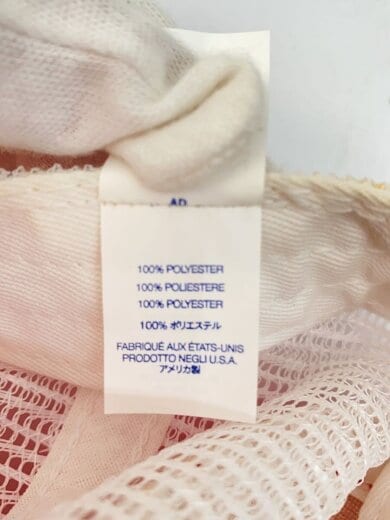 100% POLYESTER
100% POLIESTERE
100% POLYESTER
100% ポリエステル
FABRIQUÉ AUX ÉTATS-UNIS
PRODOTTO NEGLI U.S.A.
アメリカ製